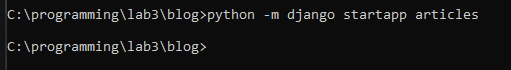 C:\programming\lab3\blog>python -m django startapp articles
C:\programming\lab3\blog>